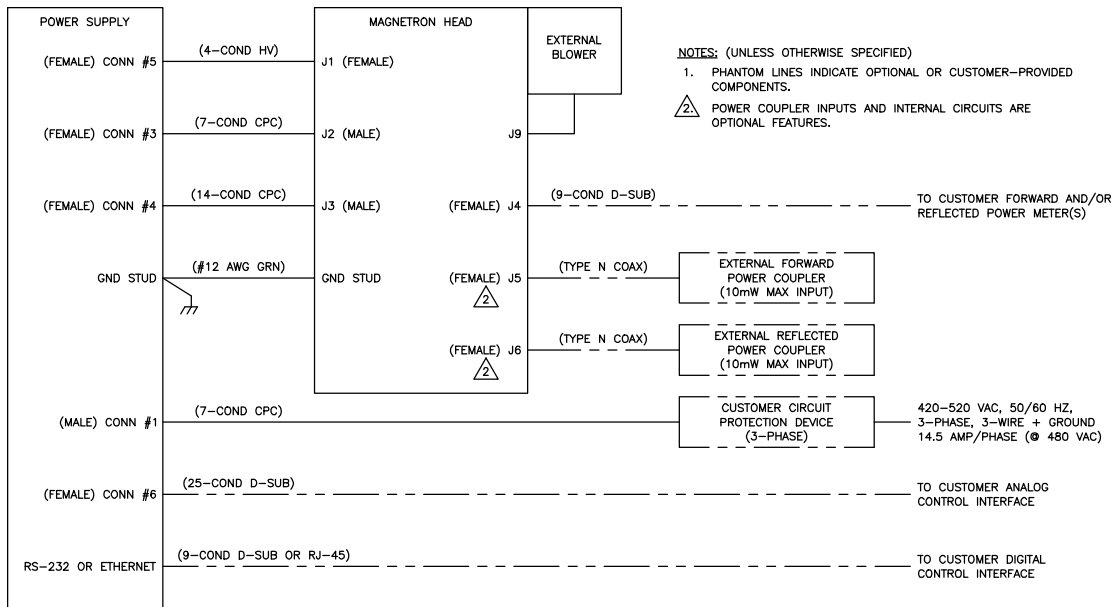 POWER SUPPLY
MAGNETRON HEAD
EXTERNAL
BLOWER
NOTES: (UNLESS OTHERWISE SPECIFIED)
1. PHANTOM LINES INDICATE OPTIONAL OR CUSTOMER-PROVIDED
COMPONENTS.
2. POWER COUPLER INPUTS AND INTERNAL CIRCUITS ARE
OPTIONAL FEATURES.
(FEMALE) CONN #5
(4-COND HV)
J1 (FEMALE)
(FEMALE) CONN #3
(7-COND CPC)
J2 (MALE)
J9
(FEMALE) CONN #4
(14-COND CPC)
J3 (MALE)
(FEMALE) J4
(9-COND D-SUB)
TO CUSTOMER FORWARD AND/OR
REFLECTED POWER METER(S)
GND STUD
(#12 AWG GRN)
GND STUD
(FEMALE) J5
2
(TYPE N COAX)
EXTERNAL FORWARD
POWER COUPLER
(10mW MAX INPUT)
(FEMALE) J6
2
(TYPE N COAX)
EXTERNAL REFLECTED
POWER COUPLER
(10mW MAX INPUT)
(MALE) CONN #1
(7-COND CPC)
CUSTOMER CIRCUIT
PROTECTION DEVICE
(3-PHASE)
420-520 VAC, 50/60 HZ,
3-PHASE, 3-WIRE + GROUND
14.5 AMP/PHASE (@ 480 VAC)
(FEMALE) CONN #6
(25-COND D-SUB)
TO CUSTOMER ANALOG
CONTROL INTERFACE
RS-232 OR ETHERNET
(9-COND D-SUB OR RJ-45)
TO CUSTOMER DIGITAL
CONTROL INTERFACE